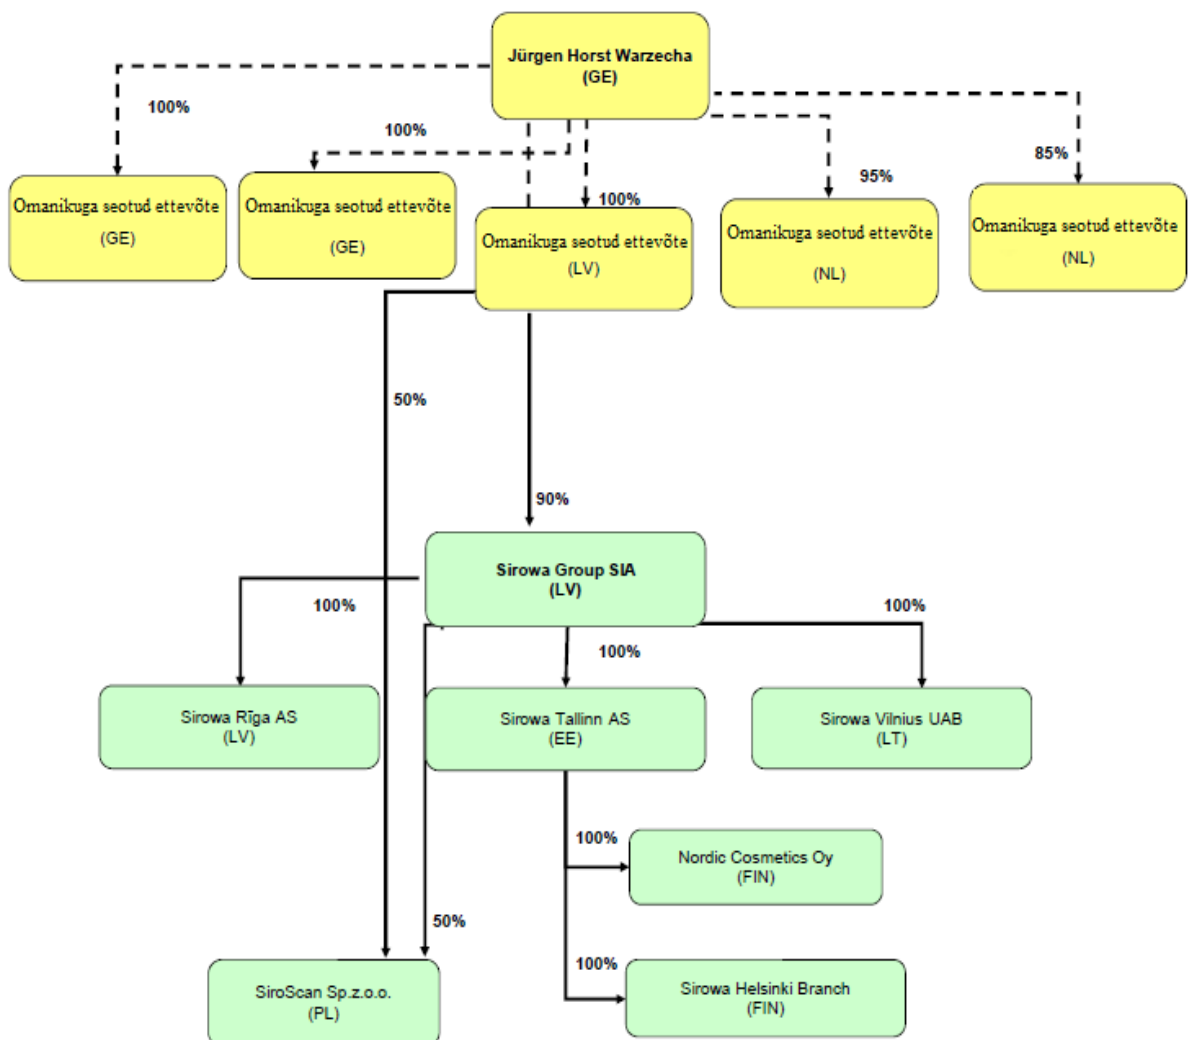 Jürgen Horst Warzecha
(GE)
100%
100%
100%
95%
85%
Omanikuga seotud ettevõte
(GE)
Omanikuga seotud ettevõte
(GE)
Omanikuga seotud ettevõte
(LV)
Omanikuga seotud ettevõte
(NL)
Omanikuga seotud ettevõte
(NL)
50%
90%
Sirowa Group SIA
(LV)
100%
100%
100%
Sirowa Rīga AS
(LV)
Sirowa Tallinn AS
(EE)
Sirowa Vilnius UAB
(LT)
100%
Nordic Cosmetics Oy
(FIN)
50%
100%
SiroScan Sp.z.o.o.
(PL)
Sirowa Helsinki Branch
(FIN)